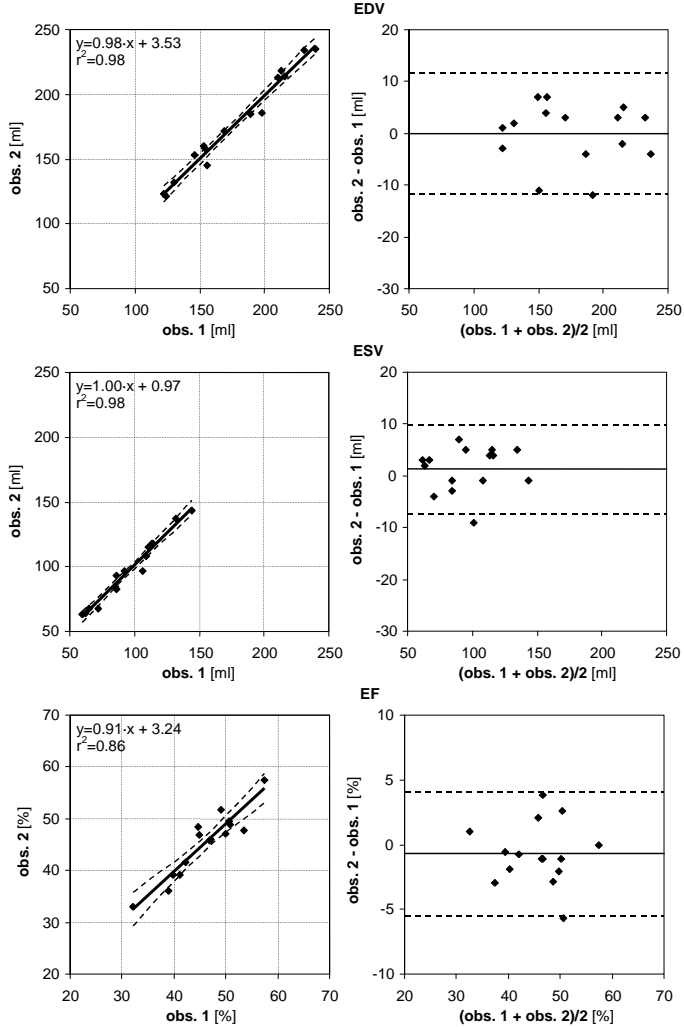 EDV
y=0.98·x + 3.53
r²=0.98
250
200
150
100
50
obs. 2 [ml]
50 100 150 200 250
obs. 1 [ml]
20
10
0
-10
-20
-30
obs. 2 - obs. 1 [ml]
50 100 150 200 250
(obs. 1 + obs. 2)/2 [ml]
ESV
y=1.00·x + 0.97
r²=0.98
250
200
150
100
50
obs. 2 [ml]
50 100 150 200 250
obs. 1 [ml]
20
10
0
-10
-20
-30
obs. 2 - obs. 1 [ml]
50 100 150 200 250
(obs. 1 + obs. 2)/2 [ml]
EF
y=0.91·x + 3.24
r²=0.86
70
60
50
40
30
20
obs. 2 [%]
20 30 40 50 60 70
obs. 1 [%]
10
5
0
-5
-10
obs. 2 - obs. 1 [%]
20 30 40 50 60 70
(obs. 1 + obs. 2)/2 [%]